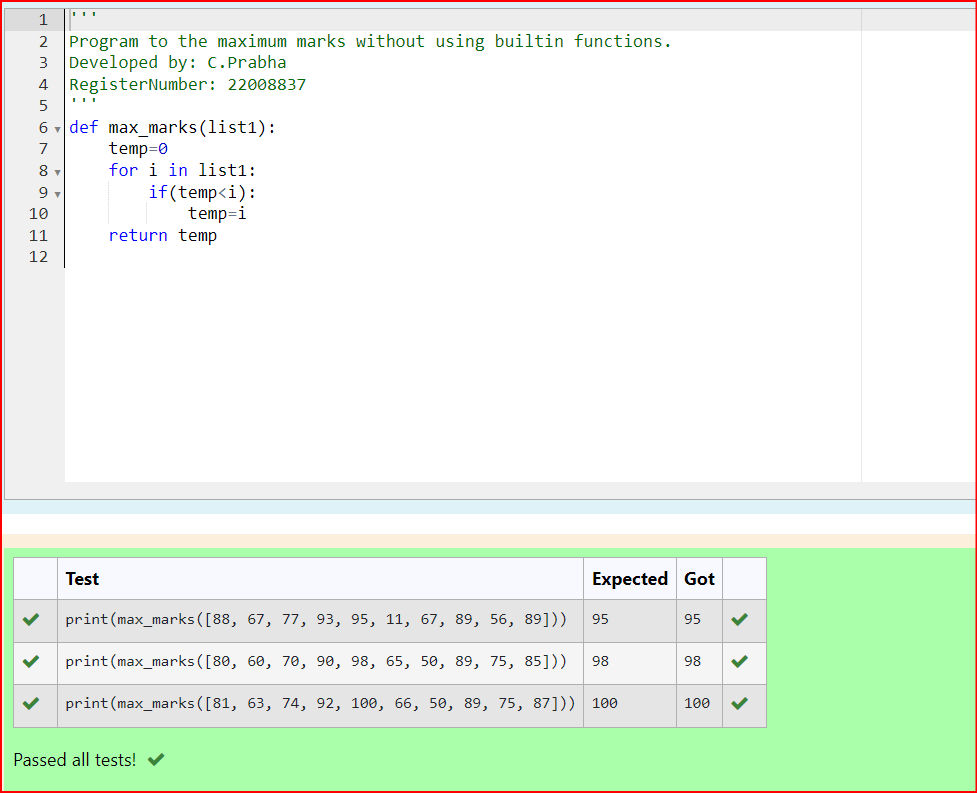 1 '''
2 Program to the maximum marks without using builtin functions.
3 Developed by: C.Prabha
4 RegisterNumber: 22008837
5 '''
6 def max_marks(list1):
7     temp=0
8     for i in list1:
9         if(temp<i):
10             temp=i
11     return temp
12
Test Expected Got
print(max_marks([88, 67, 77, 93, 95, 11, 67, 89, 56, 89])) 95 95
print(max_marks([80, 60, 70, 90, 98, 65, 50, 89, 75, 85])) 98 98
print(max_marks([81, 63, 74, 92, 100, 66, 50, 89, 75, 87])) 100 100
Passed all tests!